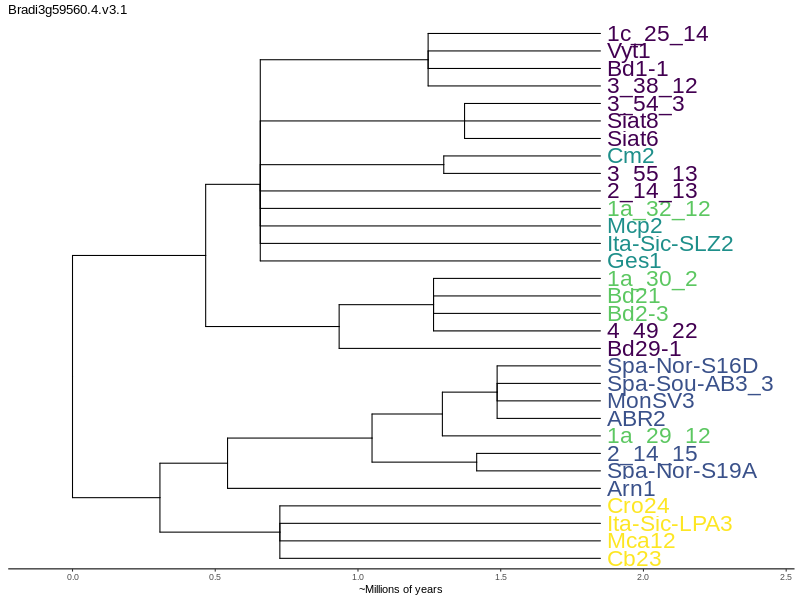 Bradi3g59560.4.v3.1
1c_25_14
Vyt1
Bd1-1
3_38_12
3_54_3
Siat8
Siat6
Cm2
3_55_13
2_14_13
1a_32_12
Mcp2
Ita-Sic-SLZ2
Ges1
1a_30_2
Bd21
Bd2-3
4_49_22
Bd29-1
Spa-Nor-S16D
Spa-Sou-AB3_3
MonSV3
ABR2
1a_29_12
2_14_15
Spa-Nor-S19A
Arn1
Cro24
Ita-Sic-LPA3
Mca12
Cb23
0.0 0.5 1.0 1.5 2.0 2.5
~Millions of years